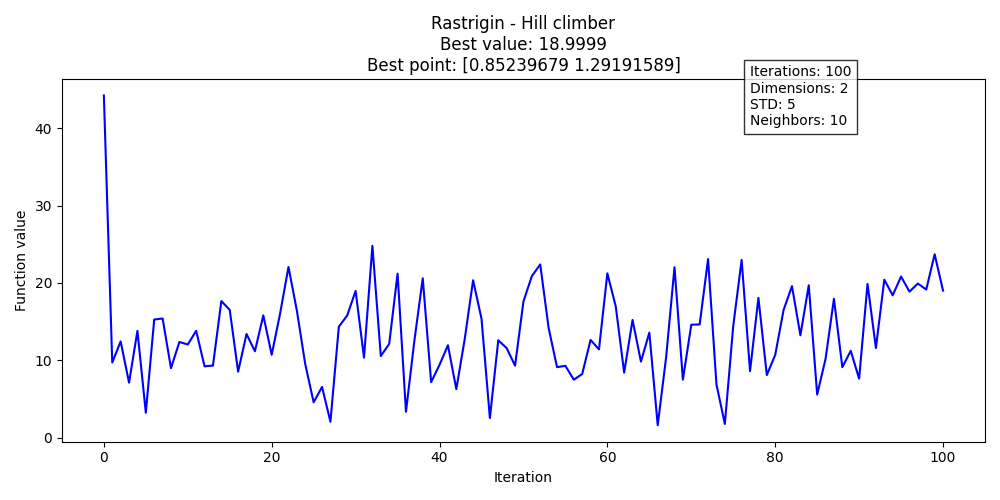 Rastrigin - Hill climber
Best value: 18.9999
Best point: [0.85239679 1.29191589]
Iterations: 100
Dimensions: 2
STD: 5
Neighbors: 10
Function value
40
30
20
10
0
0 20 40 60 80 100
Iteration